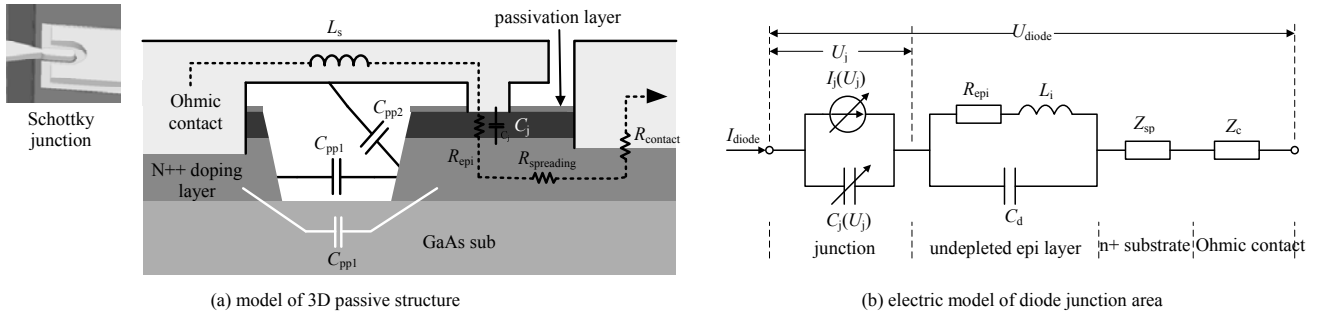 Schottky
junction
passivation layer
L_s
Ohmic
contact
C_pp2
C_j
C_j
R_contact
C_pp1
R_epi
R_spreading
N++ doping
layer
GaAs sub
C_pp1
(a) model of 3D passive structure
U_diode
U_j
I_j(U_j)
R_epi
L_i
I_diode
Z_sp
Z_c
C_j(U_j)
C_d
junction
undepleted epi layer
n+ substrate
Ohmic contact
(b) electric model of diode junction area